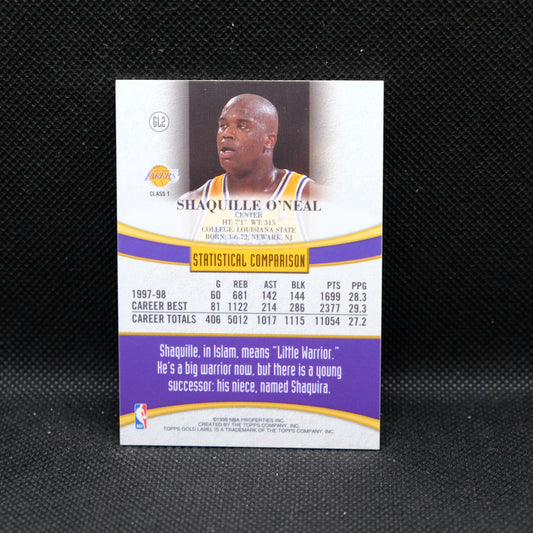 GL2
LAKERS
CLASS 1
SHAQUILLE O'NEAL
CENTER
HT: 7'1" WT: 315
COLLEGE: LOUISIANA STATE
BORN: 3-6-72, NEWARK, NJ
STATISTICAL COMPARISON
G REB AST BLK PTS PPG
1997-98 60 681 142 144 1699 28.3
CAREER BEST 81 1122 214 286 2377 29.3
CAREER TOTALS 406 5012 1017 1115 11054 27.2
Shaquille, in Islam, means "Little Warrior."
He's a big warrior now, but there is a young
successor: his niece, named Shaquira.
NBA
©1998 NBA PROPERTIES INC.
CREATED BY THE TOPPS COMPANY, INC.
TOPPS GOLD LABEL IS A TRADEMARK OF THE TOPPS COMPANY, INC.